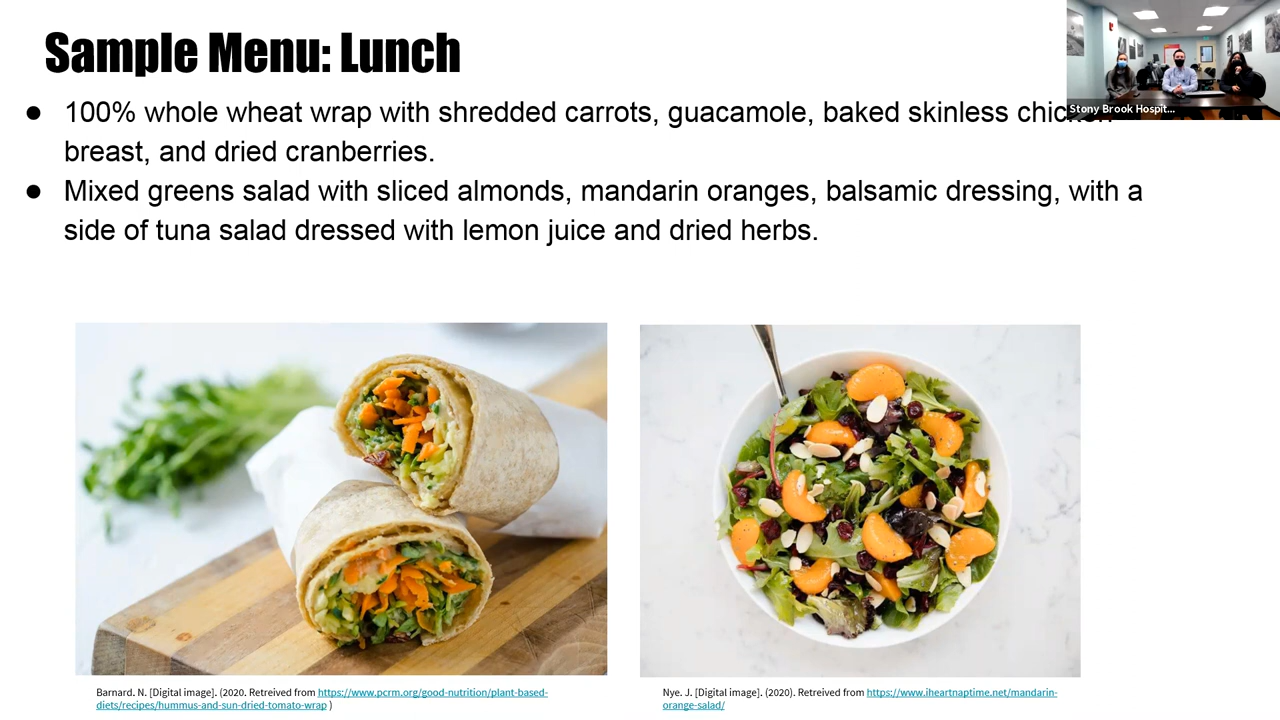 Sample Menu: Lunch
● 100% whole wheat wrap with shredded carrots, guacamole, baked skinless chicken
breast, and dried cranberries.
● Mixed greens salad with sliced almonds, mandarin oranges, balsamic dressing, with a
side of tuna salad dressed with lemon juice and dried herbs.
Stony Brook Hospit...
Barnard. N. [Digital image]. (2020. Retreived from https://www.pcrm.org/good-nutrition/plant-based-
diets/recipes/hummus-and-sun-dried-tomato-wrap )
Nye. J. [Digital image]. (2020). Retreived from https://www.iheartnaptime.net/mandarin-
orange-salad/